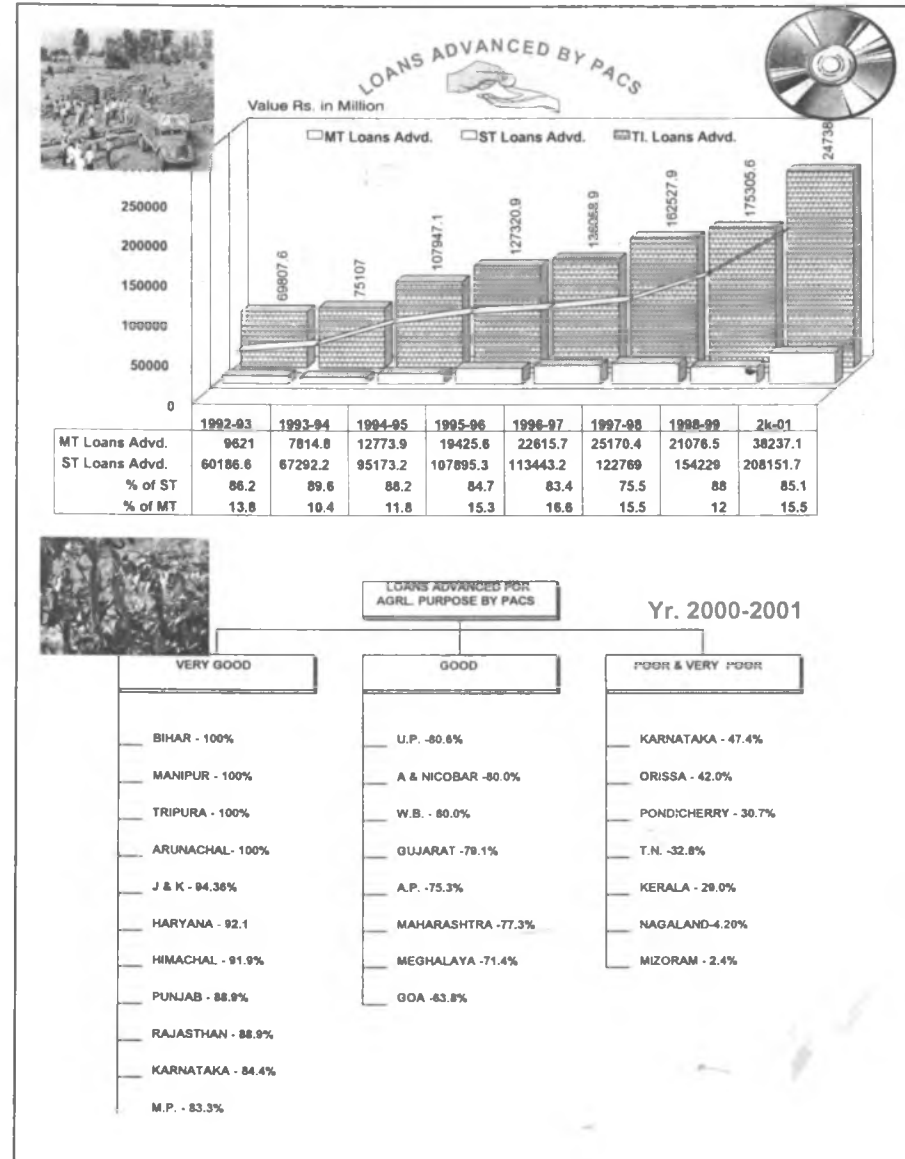 LOANS ADVANCED BY PACS
Value Rs. in Million
MT Loans Advd. ST Loans Advd. TI. Loans Advd.
69807.6 75107 107947.1 127320.9 136058.9 162527.9 175305.6 24738
250000
200000
150000
100000
50000
0
1992-93 1993-94 1994-95 1995-96 1996-97 1997-98 1998-99 2k-01
MT Loans Advd. 9621 7814.8 12773.9 19425.6 22615.7 25170.4 21076.5 38237.1
ST Loans Advd. 60186.6 67292.2 95173.2 107895.3 113443.2 122769 154229 208151.7
% of ST 86.2 89.6 88.2 84.7 83.4 75.5 88 85.1
% of MT 13.8 10.4 11.8 15.3 16.6 15.5 12 15.5
LOANS ADVANCED FOR
AGRL. PURPOSE BY PACS
Yr. 2000-2001
VERY GOOD
BIHAR - 100%
MANIPUR - 100%
TRIPURA - 100%
ARUNACHAL- 100%
J & K - 94.36%
HARYANA - 92.1
HIMACHAL - 91.9%
PUNJAB - 88.9%
RAJASTHAN - 88.9%
KARNATAKA - 84.4%
M.P. - 83.3%
GOOD
U.P. -80.6%
A & NICOBAR -80.0%
W.B. - 80.0%
GUJARAT -79.1%
A.P. -75.3%
MAHARASHTRA -77.3%
MEGHALAYA -71.4%
GOA -63.8%
POOR & VERY POOR
KARNATAKA - 47.4%
ORISSA - 42.0%
PONDICHERRY - 30.7%
T.N. -32.8%
KERALA - 29.0%
NAGALAND-4.20%
MIZORAM - 2.4%